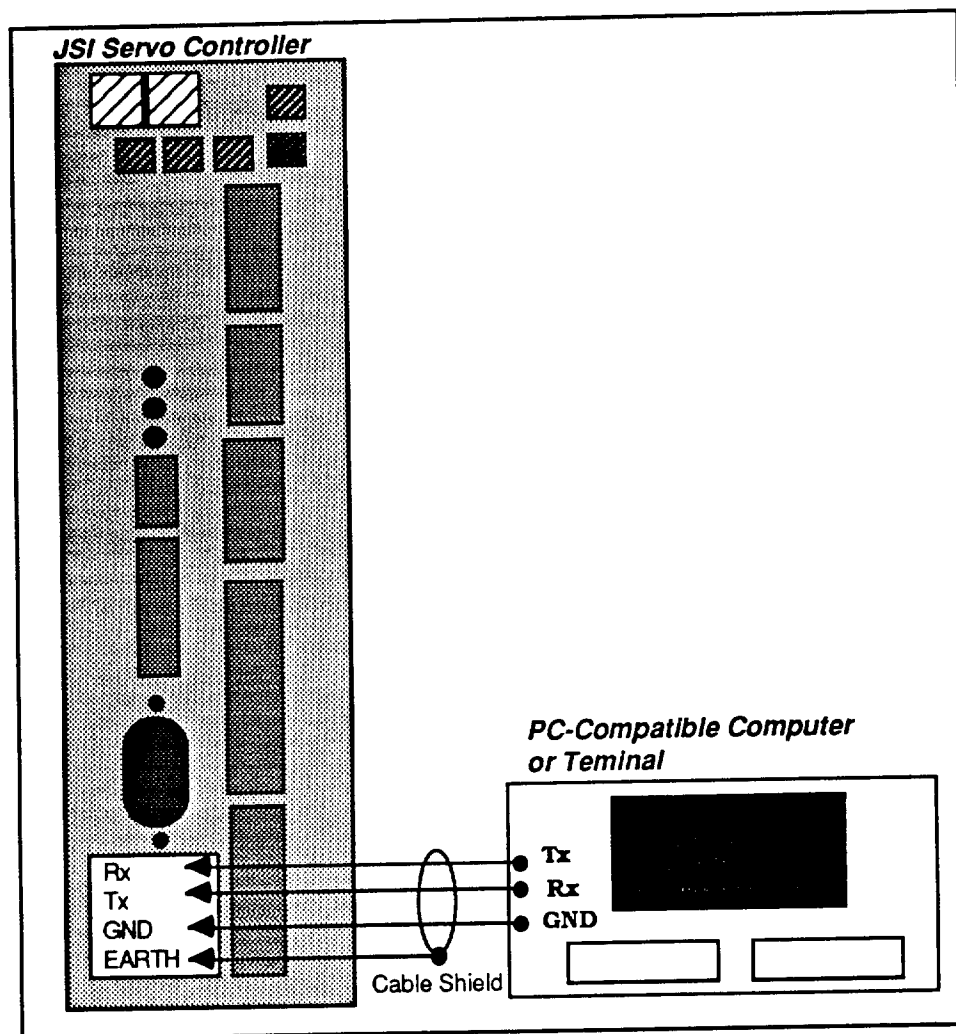 JSI Servo Controller
PC-Compatible Computer
or Teminal
Rx
Tx
GND
EARTH
Tx
Rx
GND
Cable Shield